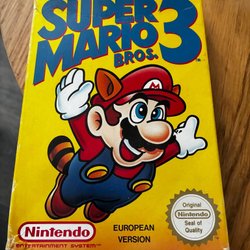 SUPER
MARIO
BROS. 3
Nintendo
ENTERTAINMENT SYSTEM
EUROPEAN
VERSION
Original
Nintendo
Seal of
Quality